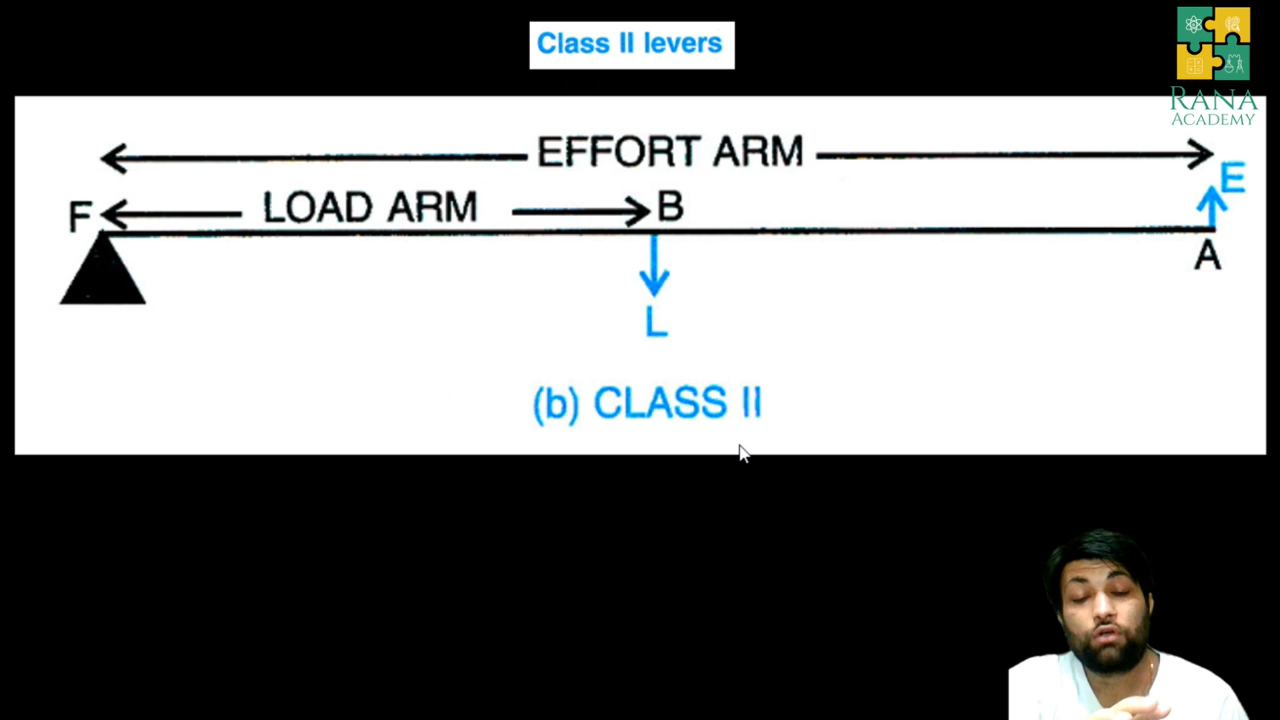 Class II levers
RANA
ACADEMY
EFFORT ARM
E
F LOAD ARM B
A
L
(b) CLASS II